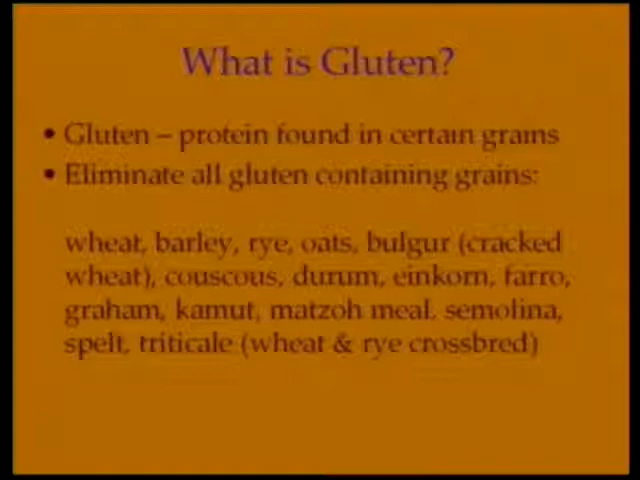 What is Gluten?
• Gluten – protein found in certain grains
• Eliminate all gluten containing grains:
wheat, barley, rye, oats, bulgur (cracked
wheat), couscous, durum, einkorn, farro,
graham, kamut, matzoh meal, semolina,
spelt, triticale (wheat & rye crossbred)